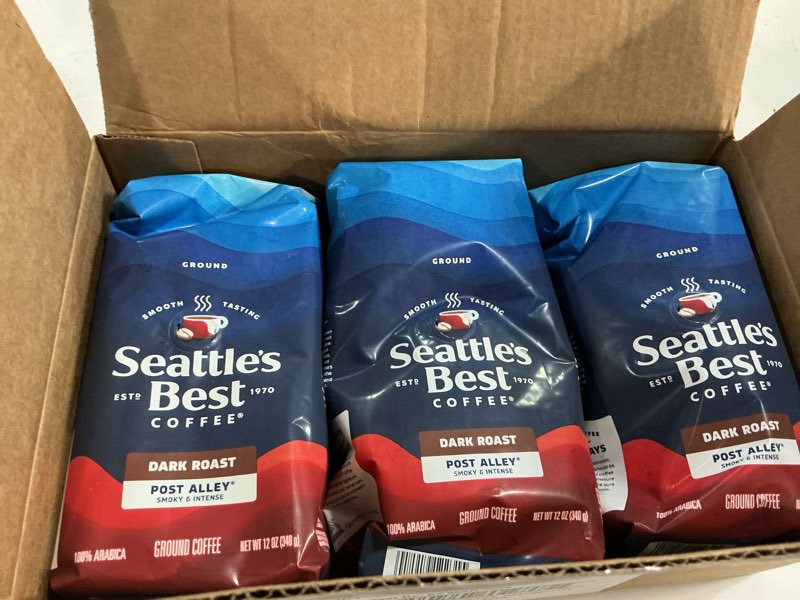 GROUND
SMOOTH TASTING
Seattle's
ESTD Best 1970
COFFEE®
DARK ROAST
POST ALLEY®
SMOKY & INTENSE
100% ARABICA GROUND COFFEE NET WT 12 OZ (340 g)
GROUND
SMOOTH TASTING
Seattle's
ESTD Best 1970
COFFEE®
DARK ROAST
POST ALLEY®
SMOKY & INTENSE
100% ARABICA GROUND COFFEE NET WT 12 OZ (340 g)
GROUND
SMOOTH TASTING
Seattle's
ESTD Best 1970
COFFEE®
DARK ROAST
POST ALLEY®
SMOKY & INTENSE
100% ARABICA GROUND COFFEE